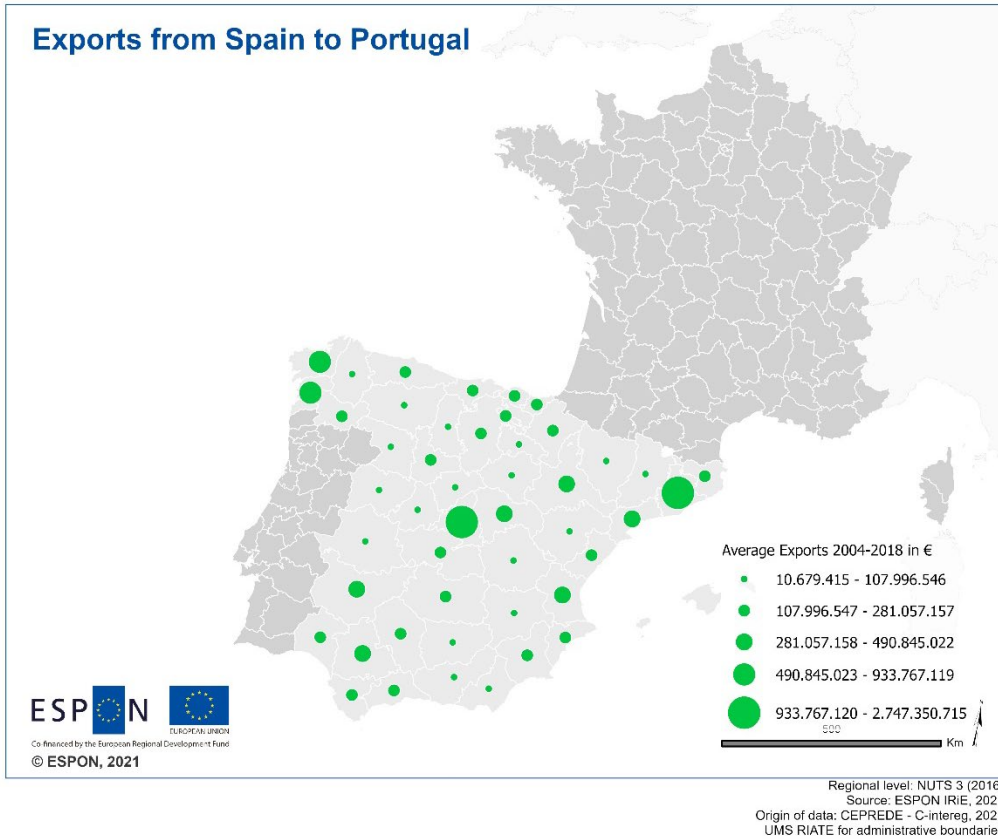 Exports from Spain to Portugal
Average Exports 2004-2018 in €
10.679.415 - 107.996.546
107.996.547 - 281.057.157
281.057.158 - 490.845.022
490.845.023 - 933.767.119
933.767.120 - 2.747.350.715
500
Km
ESPON
EUROPEAN UNION
Co-financed by the European Regional Development Fund
© ESPON, 2021
Regional level: NUTS 3 (2016
Source: ESPON IRiE, 202
Origin of data: CEPREDE - C-intereg, 202
UMS RIATE for administrative boundarie